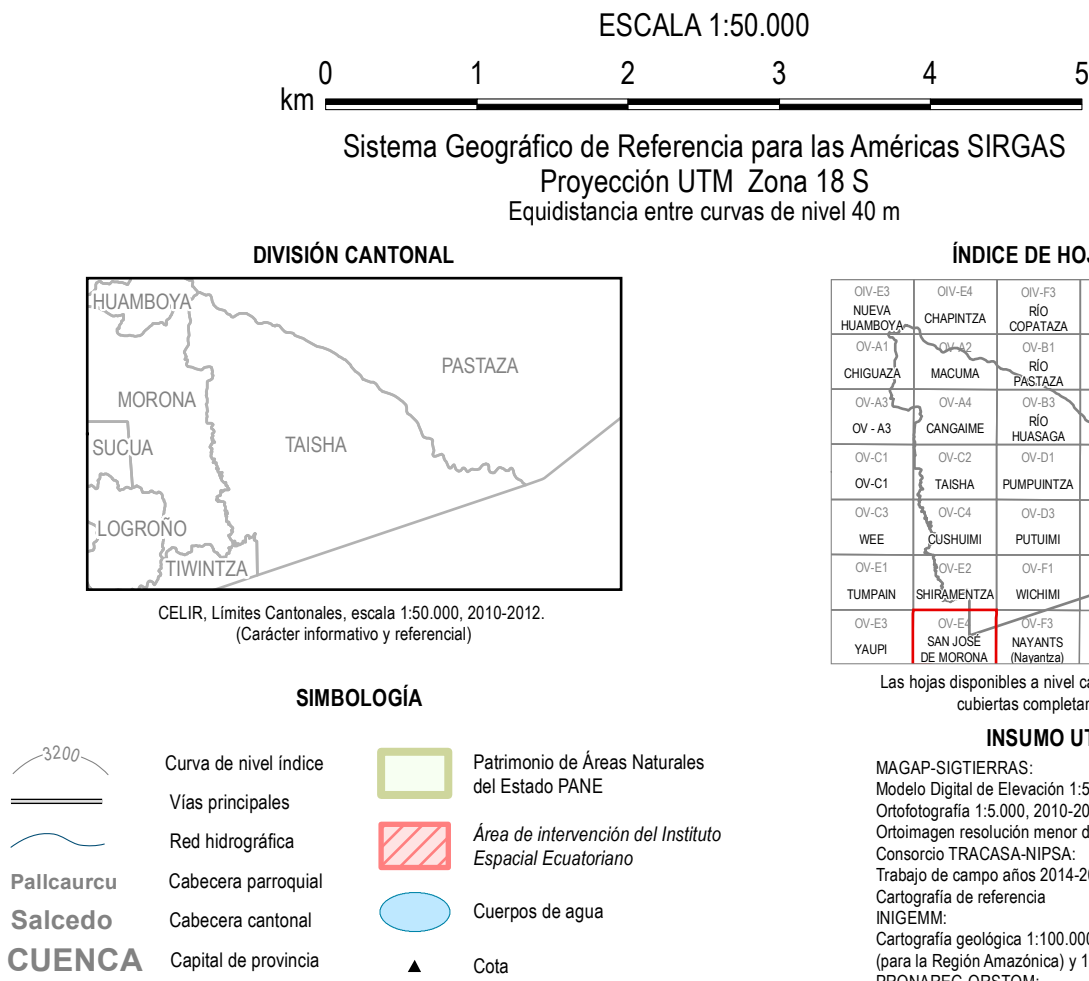 ESCALA 1:50.000
0 1 2 3 4 5
km
Sistema Geográfico de Referencia para las Américas SIRGAS
Proyección UTM Zona 18 S
Equidistancia entre curvas de nivel 40 m
DIVISIÓN CANTONAL
HUAMBOYA
PASTAZA
MORONA
TAISHA
SUCUA
LOGROÑO
TIWINTZA
CELIR, Límites Cantonales, escala 1:50.000, 2010-2012.
(Carácter informativo y referencial)
ÍNDICE DE HOJ
OIV-E3 OIV-E4 OIV-F3
NUEVA HUAMBOYA CHAPINTZA RÍO COPATAZA
OV-A1 OV-A2 OV-B1
CHIGUAZA MACUMA RÍO PASTAZA
OV-A3 OV-A4 OV-B3
OV - A3 CANGAIME RÍO HUASAGA
OV-C1 OV-C2 OV-D1
OV-C1 TAISHA PUMPUINTZA
OV-C3 OV-C4 OV-D3
WEE CUSHUIMI PUTUIMI
OV-E1 OV-E2 OV-F1
TUMPAIN SHIRAMENTZA WICHIMI
OV-E3 OV-E4 OV-F3
YAUPI SAN JOSÉ DE MORONA NAYANTS (Nayantza)
Las hojas disponibles a nivel ca
cubiertas completar
SIMBOLOGÍA
3200
Curva de nivel índice
Vías principales
Red hidrográfica
Pallcaurcu Cabecera parroquial
Salcedo Cabecera cantonal
CUENCA Capital de provincia
Patrimonio de Áreas Naturales
del Estado PANE
Área de intervención del Instituto
Espacial Ecuatoriano
Cuerpos de agua
Cota
INSUMO UT
MAGAP-SIGTIERRAS:
Modelo Digital de Elevación 1:5
Ortofotografía 1:5.000, 2010-20
Ortoimagen resolución menor d
Consorcio TRACASA-NIPSA:
Trabajo de campo años 2014-20
Cartografía de referencia
INIGEMM:
Cartografía geológica 1:100.000
(para la Región Amazónica) y 1